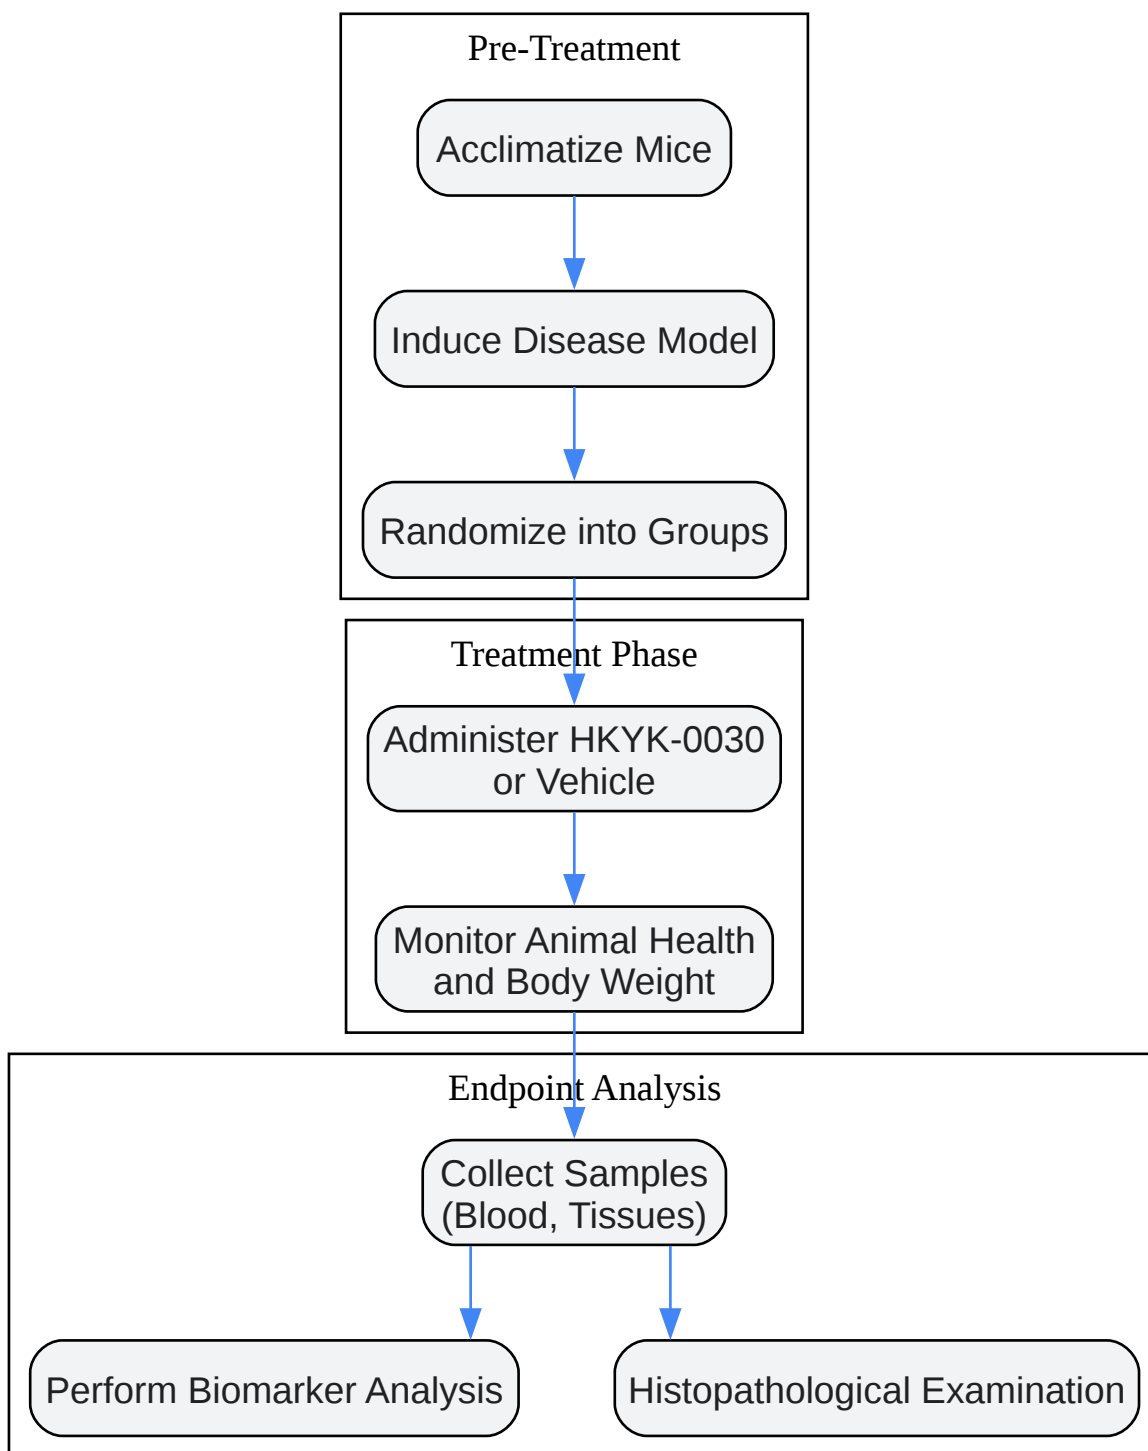 Pre-Treatment
Acclimatize Mice
Induce Disease Model
Randomize into Groups
Treatment Phase
Administer HKYK-0030
or Vehicle
Monitor Animal Health
and Body Weight
Endpoint Analysis
Collect Samples
(Blood, Tissues)
Perform Biomarker Analysis
Histopathological Examination